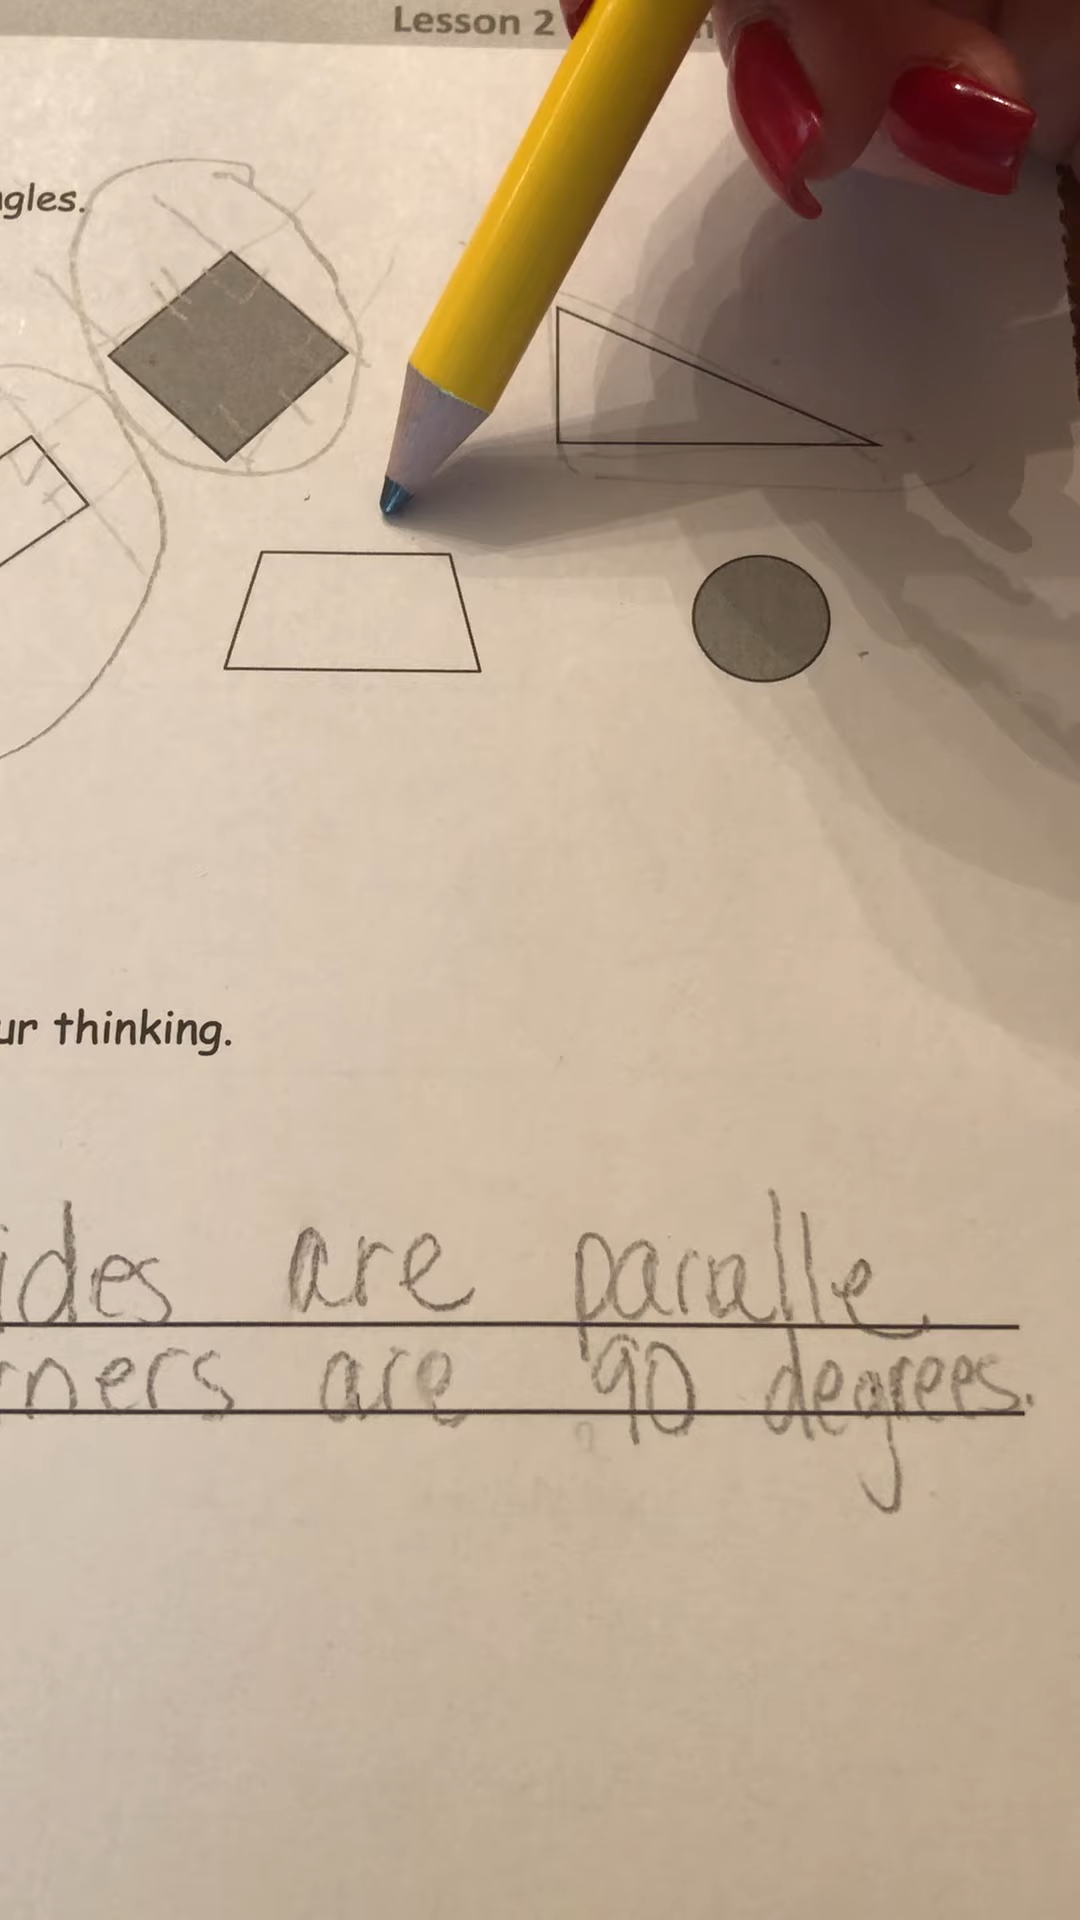 Lesson 2
gles.
ur thinking.
ides are paralle
rners are 90 degrees.